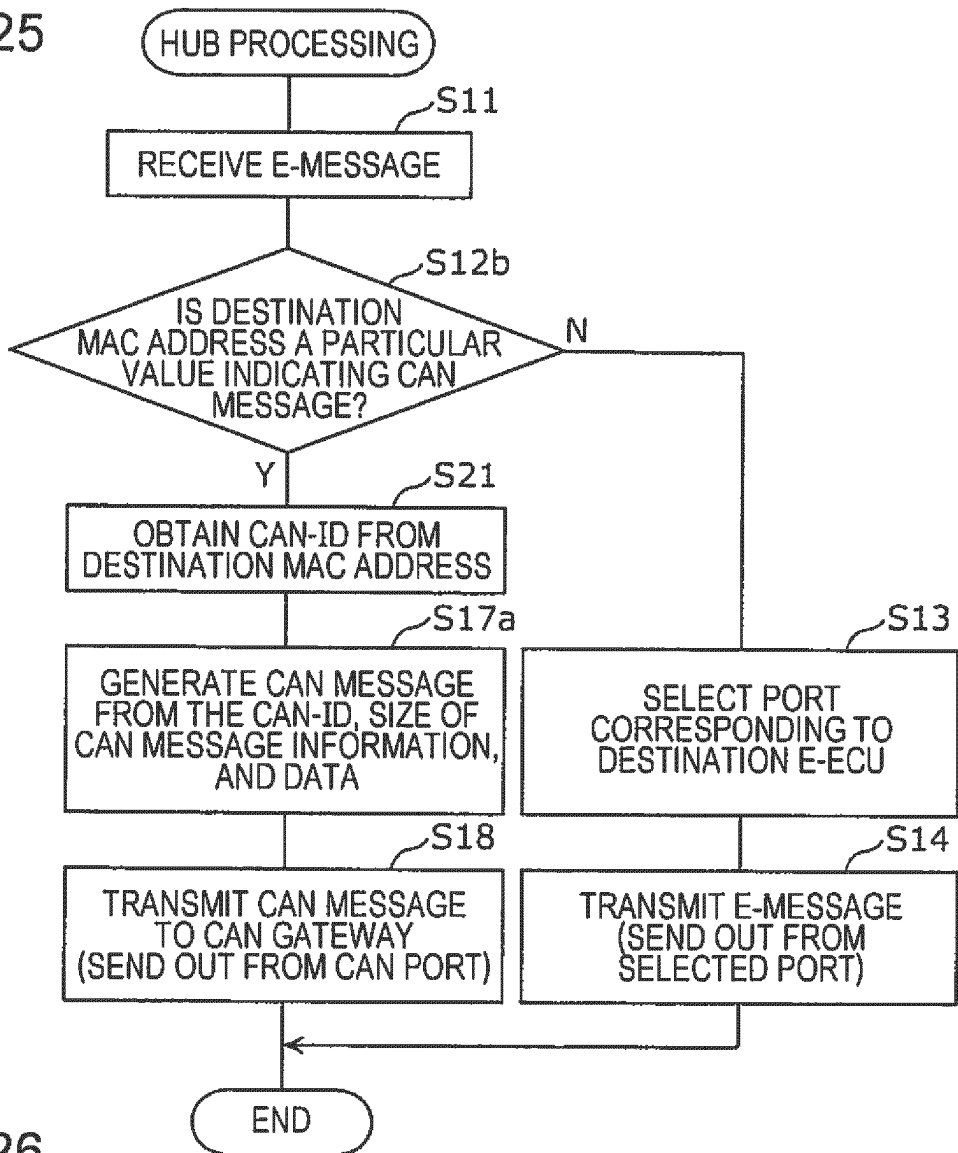 25
HUB PROCESSING
S11
RECEIVE E-MESSAGE
S12b
IS DESTINATION
MAC ADDRESS A PARTICULAR
VALUE INDICATING CAN
MESSAGE?
N
Y
S21
OBTAIN CAN-ID FROM
DESTINATION MAC ADDRESS
S17a
GENERATE CAN MESSAGE
FROM THE CAN-ID, SIZE OF
CAN MESSAGE INFORMATION,
AND DATA
S13
SELECT PORT
CORRESPONDING TO
DESTINATION E-ECU
S18
TRANSMIT CAN MESSAGE
TO CAN GATEWAY
(SEND OUT FROM CAN PORT)
S14
TRANSMIT E-MESSAGE
(SEND OUT FROM
SELECTED PORT)
END
26